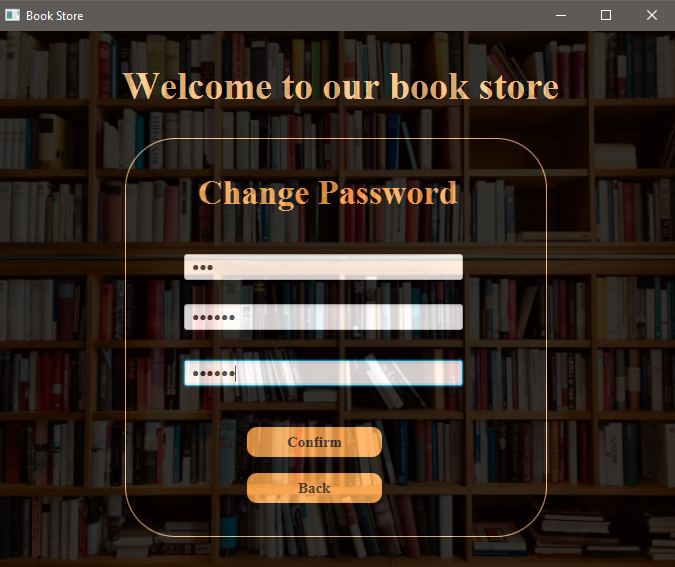 Book Store
Welcome to our book store
Change Password
•••
••••••
••••••
Confirm
Back